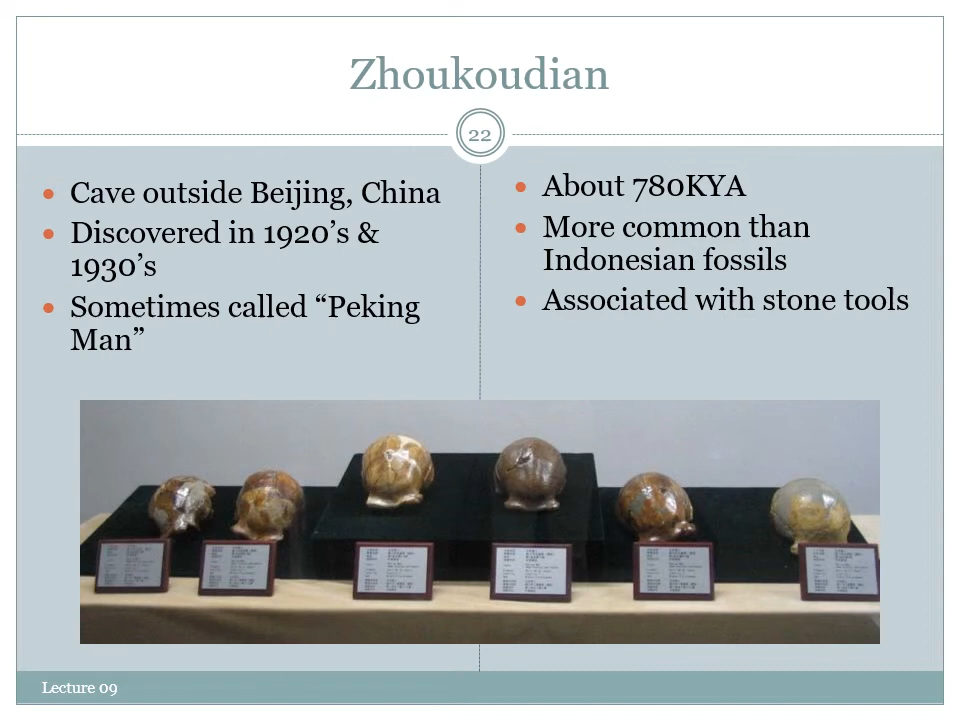 Zhoukoudian
22
• Cave outside Beijing, China
• Discovered in 1920’s &
1930’s
• Sometimes called “Peking
Man”
• About 780KYA
• More common than
Indonesian fossils
• Associated with stone tools
Lecture 09